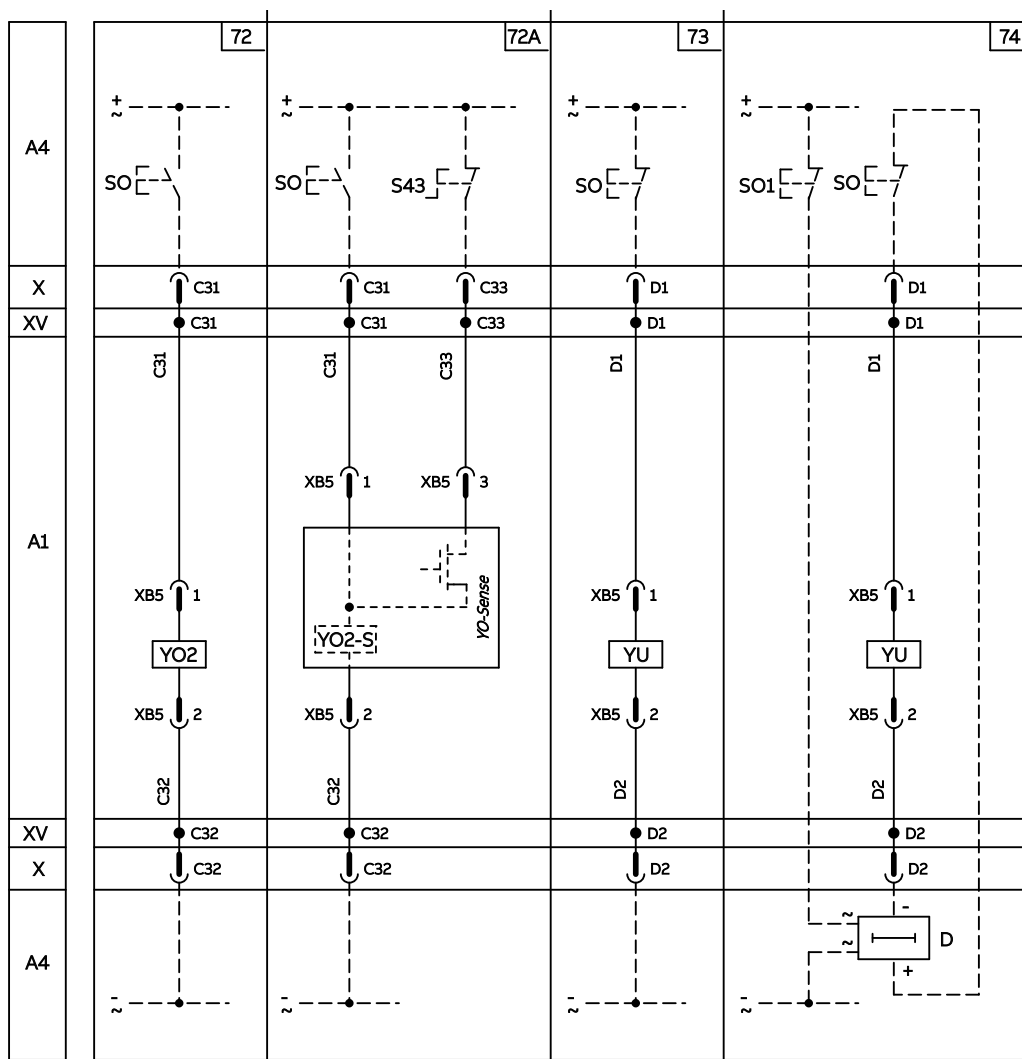 72 72A 73 74
+ + + +
~ ~ ~ ~
A4
SO SO S43 SO SO1 SO
X C31 C31 C33 D1 D1
XV C31 C31 C33 D1 D1
C31 C31 C33 D1 D1
XB5 1 XB5 3
A1
XB5 1 YO-Sense XB5 1 XB5 1
YO2 YO2-S YU YU
XB5 2 XB5 2 XB5 2 XB5 2
C32 C32 D2 D2
XV C32 C32 D2 D2
X C32 C32 D2 D2
~ -
A4 ~ D
+
- - - -
~ ~ ~ ~